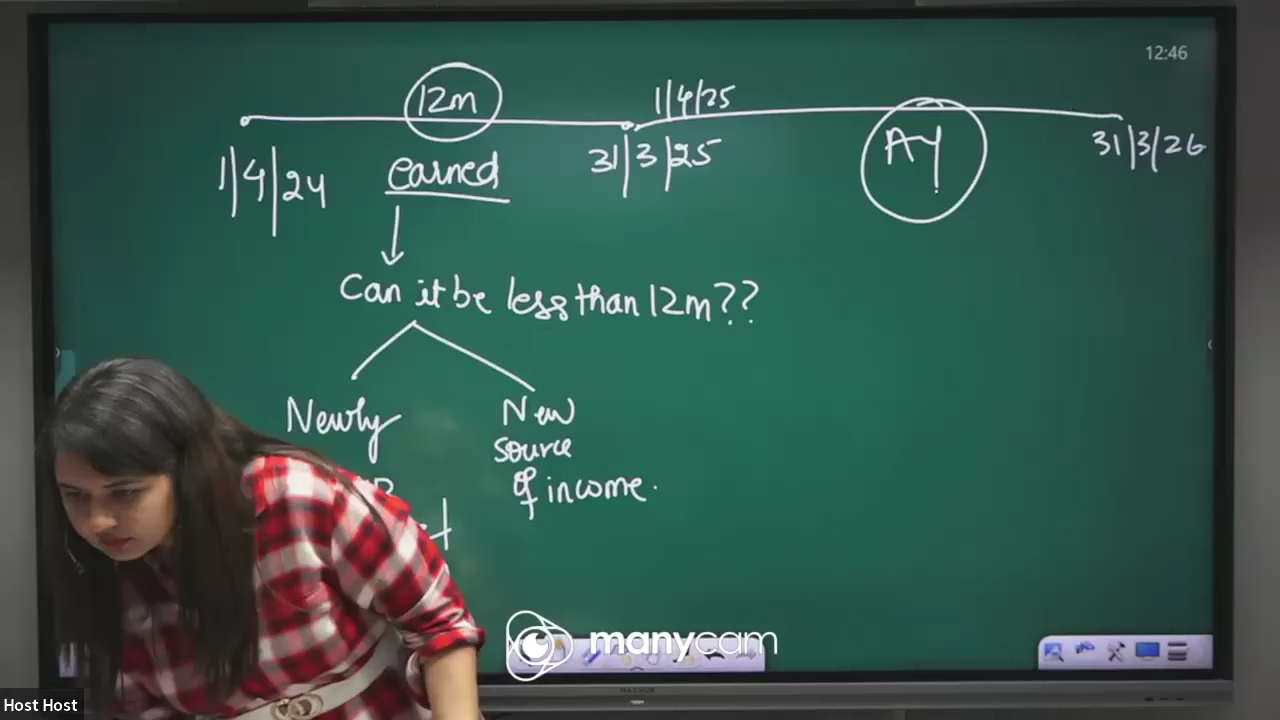 12:46
12m
1/4/25
1/4/24
earned
31/3/25
AY
31/3/26
Can it be less than 12m??
Newly
New
source
of income.
manycam
Host Host